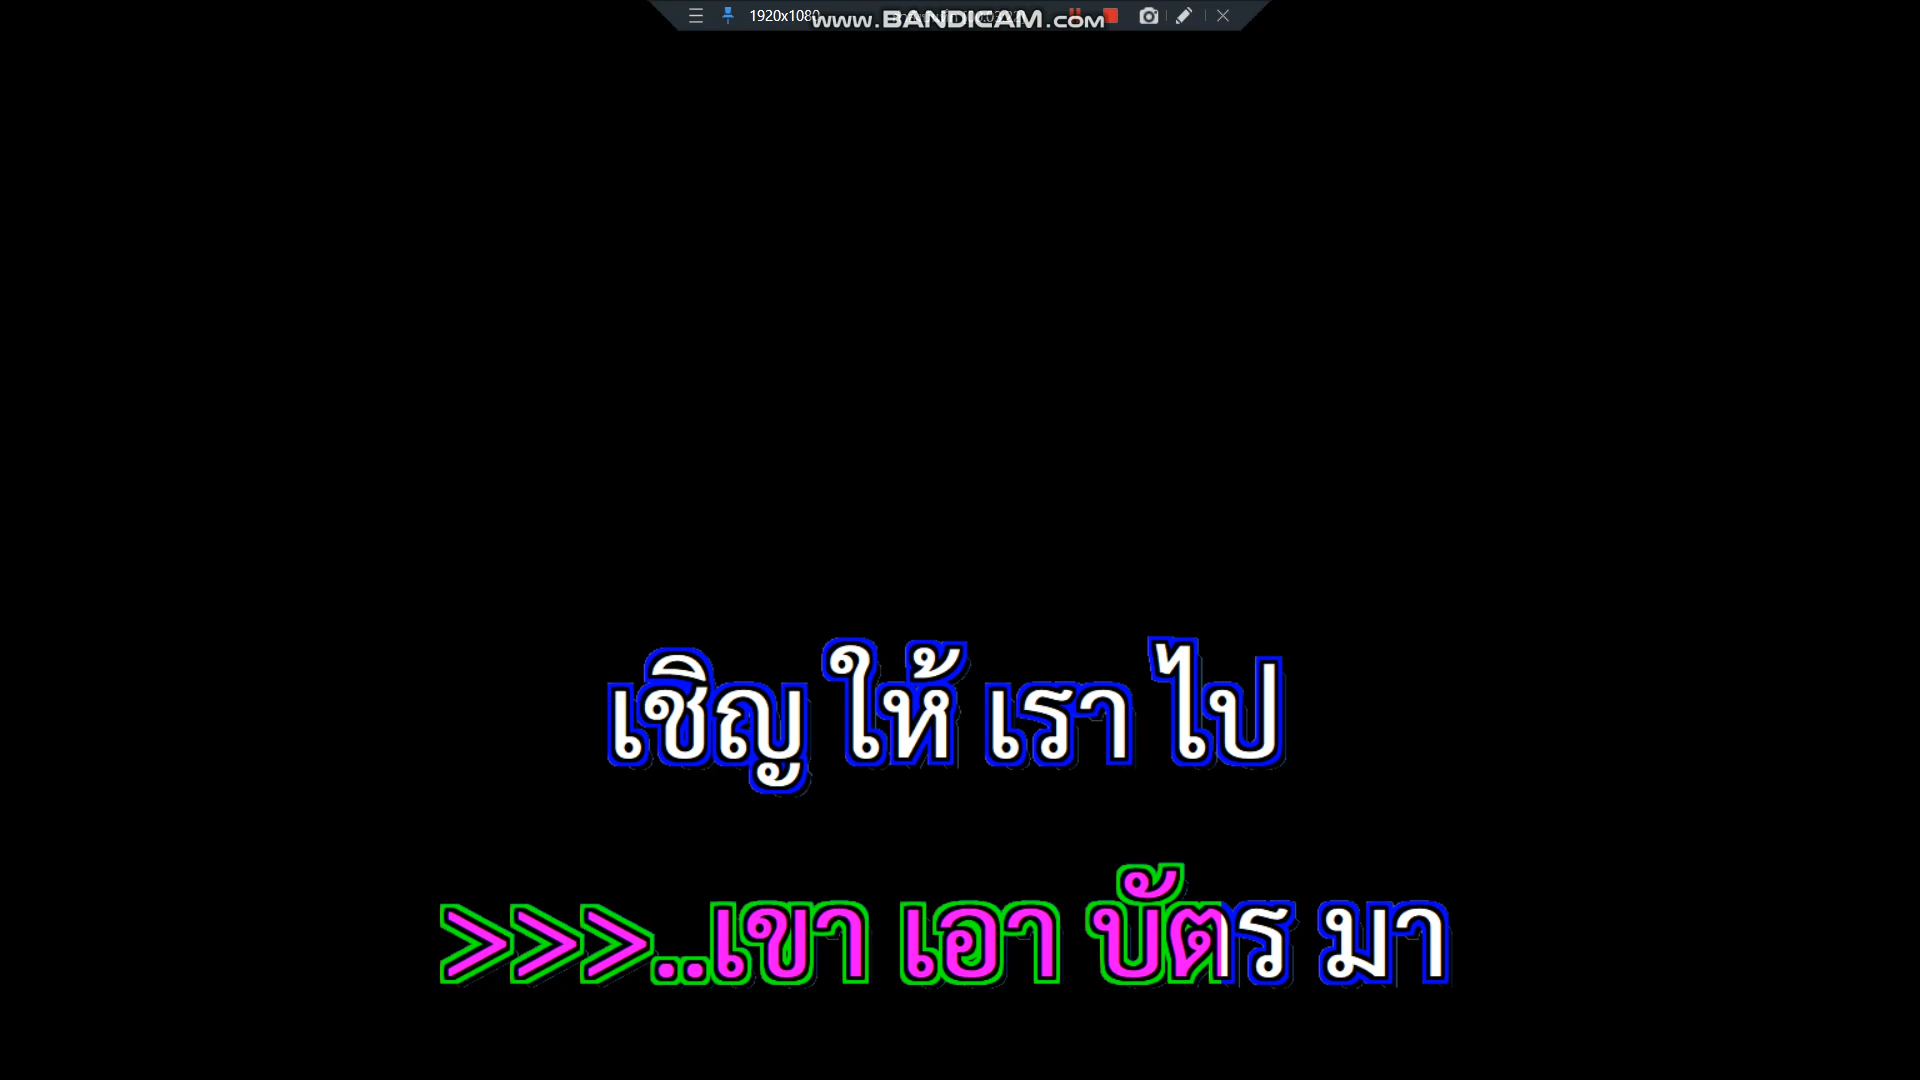 1920x1080
www.BANDICAM.com
เชิญ ให้ เรา ไป
>>>..เขา เอา บัตร มา